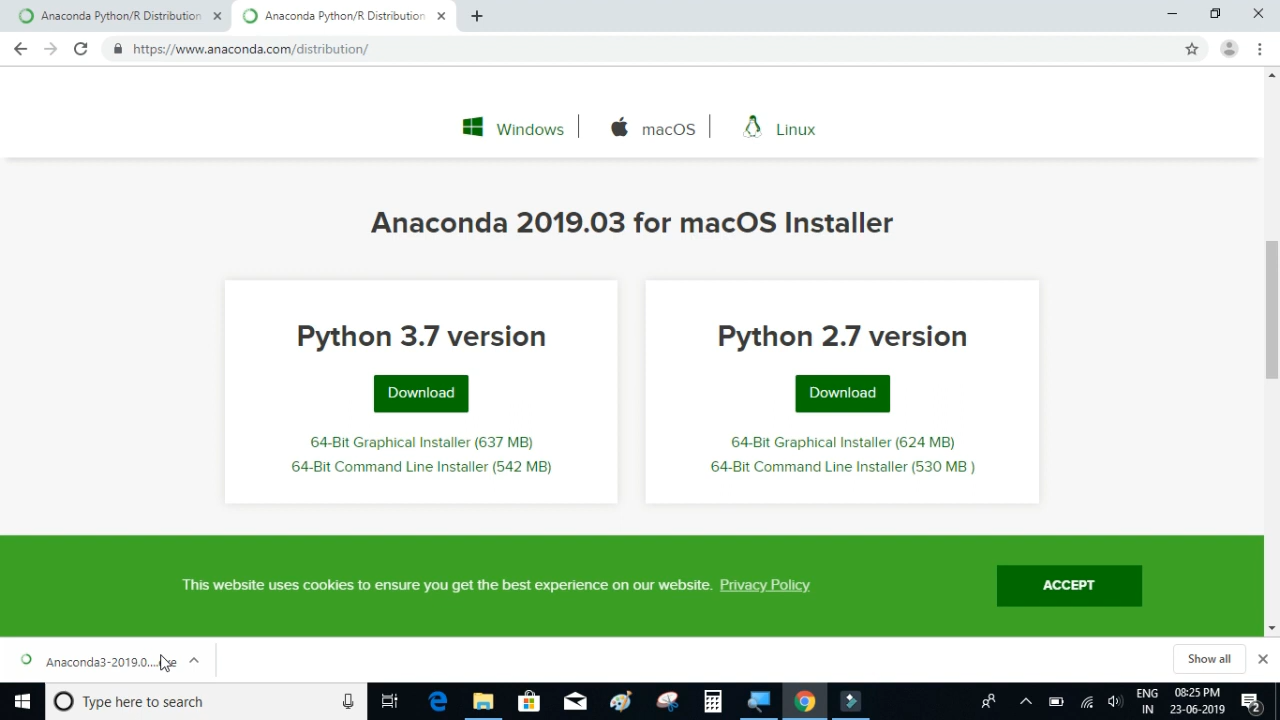 Anaconda Python/R Distribution
Anaconda Python/R Distribution
https://www.anaconda.com/distribution/
Windows
macOS
Linux
Anaconda 2019.03 for macOS Installer
Python 3.7 version
Download
64-Bit Graphical Installer (637 MB)
64-Bit Command Line Installer (542 MB)
Python 2.7 version
Download
64-Bit Graphical Installer (624 MB)
64-Bit Command Line Installer (530 MB )
This website uses cookies to ensure you get the best experience on our website. Privacy Policy
ACCEPT
Anaconda3-2019.0....
Show all
Type here to search
ENG
IN
08:25 PM
23-06-2019
2